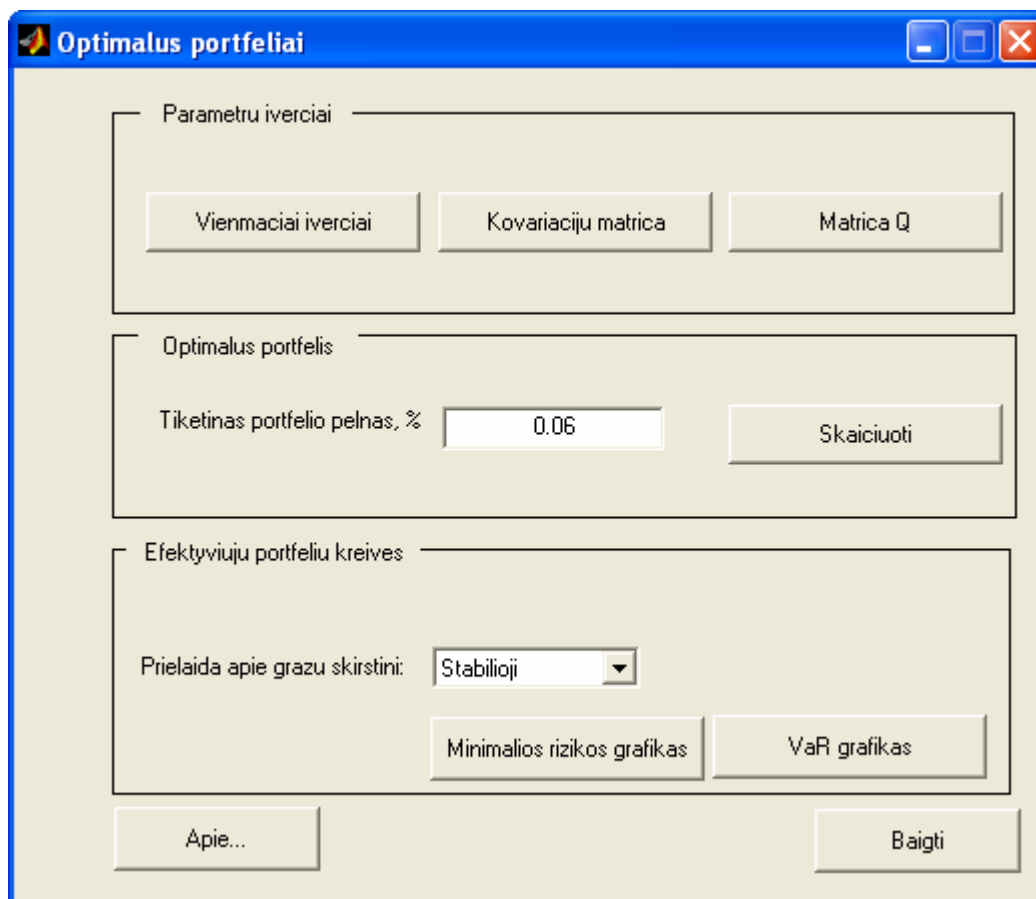 Optimalus portfeliai
Parametru iverciai
Vienmaciai iverciai
Kovariaciju matrica
Matrica Q
Optimalus portfelis
Tiketinas portfelio pelnas, %
0.06
Skaiciuoti
Efektyviuju portfeliu kreives
Prielaida apie grazu skirstini:
Stabilioji
Minimalios rizikos grafikas
VaR grafikas
Apie...
Baigti